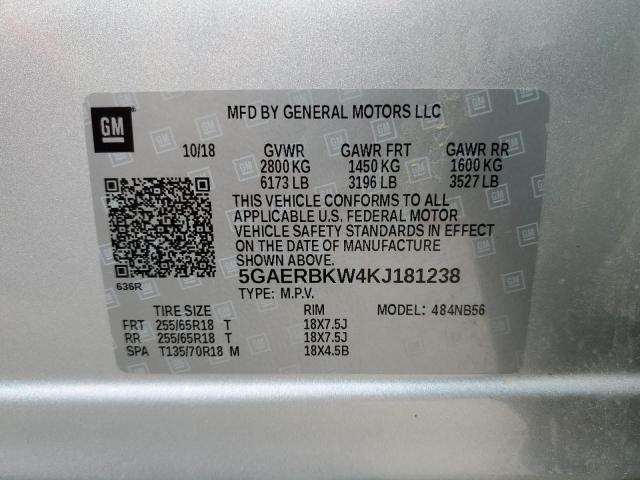 GM
MFD BY GENERAL MOTORS LLC
10/18 GVWR GAWR FRT GAWR RR
2800 KG 1450 KG 1600 KG
6173 LB 3196 LB 3527 LB
THIS VEHICLE CONFORMS TO ALL
APPLICABLE U.S. FEDERAL MOTOR
VEHICLE SAFETY STANDARDS IN EFFECT
ON THE DATE OF MANUFACTURE
SHOWN ABOVE.
636R
5GAERBKW4KJ181238
TYPE: M.P.V.
TIRE SIZE RIM MODEL: 484NB56
FRT 255/65R18 T 18X7.5J
RR 255/65R18 T 18X7.5J
SPA T135/70R18 M 18X4.5B